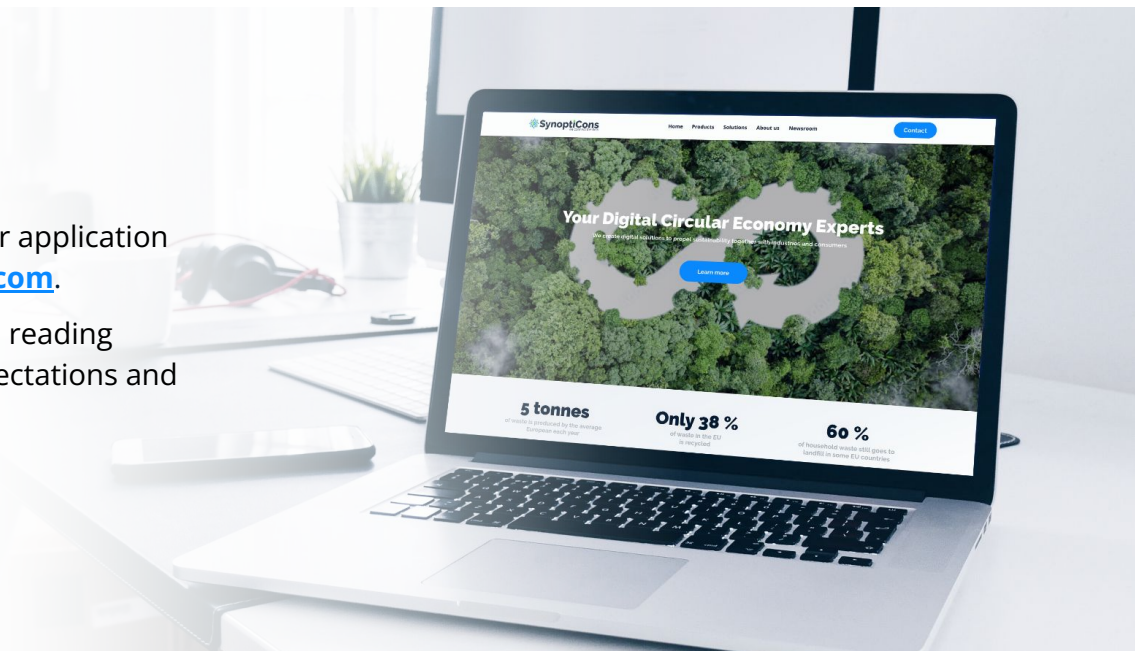 r application
com.
reading
ectations and
SynoptiCons
Home Products Solutions About us Newsroom
Contact
Your Digital Circular Economy Experts
We create digital solutions to propel sustainability together with industries and consumers
Learn more
5 tonnes
of waste is produced by the average
European each year
Only 38 %
of waste in the EU
is recycled
60 %
of household waste still goes to
landfill in some EU countries